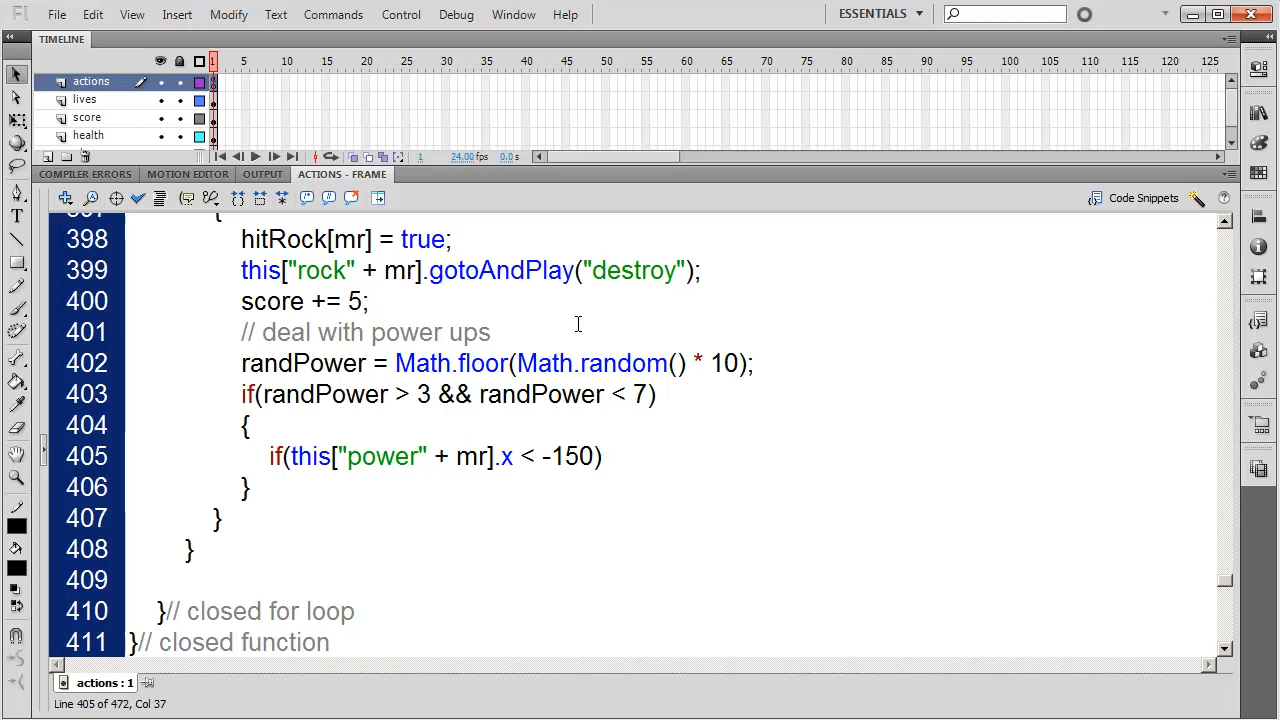 Fl File Edit View Insert Modify Text Commands Control Debug Window Help ESSENTIALS
TIMELINE
1 5 10 15 20 25 30 35 40 45 50 55 60 65 70 75 80 85 90 95 100 105 110 115 120 125
actions
lives
score
health
1 24.00fps 0.0s
COMPILER ERRORS MOTION EDITOR OUTPUT ACTIONS - FRAME
Code Snippets
397 {
398 hitRock[mr] = true;
399 this["rock" + mr].gotoAndPlay("destroy");
400 score += 5;
401 // deal with power ups
402 randPower = Math.floor(Math.random() * 10);
403 if(randPower > 3 && randPower < 7)
404 {
405 if(this["power" + mr].x < -150)
406 }
407 }
408 }
409
410 }// closed for loop
411 }// closed function
actions : 1
Line 405 of 472, Col 37